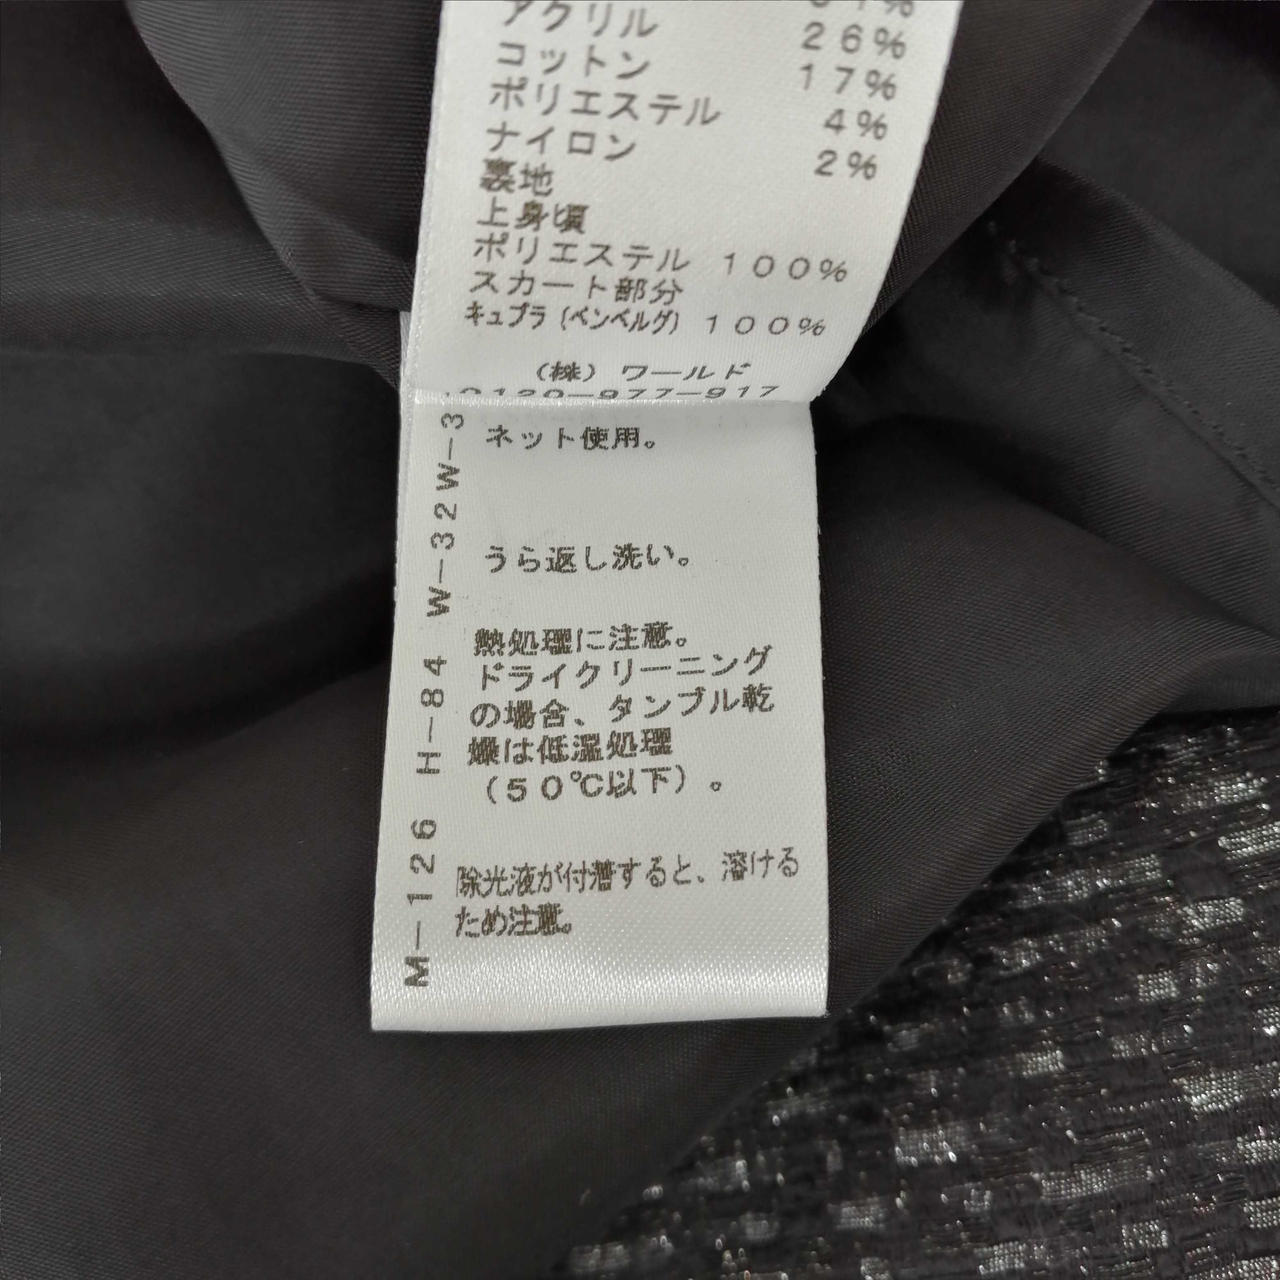 アクリル 26%
コットン 17%
ポリエステル 4%
ナイロン 2%
裏地
上身頃
ポリエステル 100%
スカート部分
キュプラ(ベンベルグ) 100%
(株)ワールド
0120-977-917
ネット使用。
うら返し洗い。
熱処理に注意。
ドライクリーニング
の場合、タンブル乾
燥は低温処理
(50℃以下)。
除光液が付着すると、溶ける
ため注意。
M-126 H-84 W-32W-3